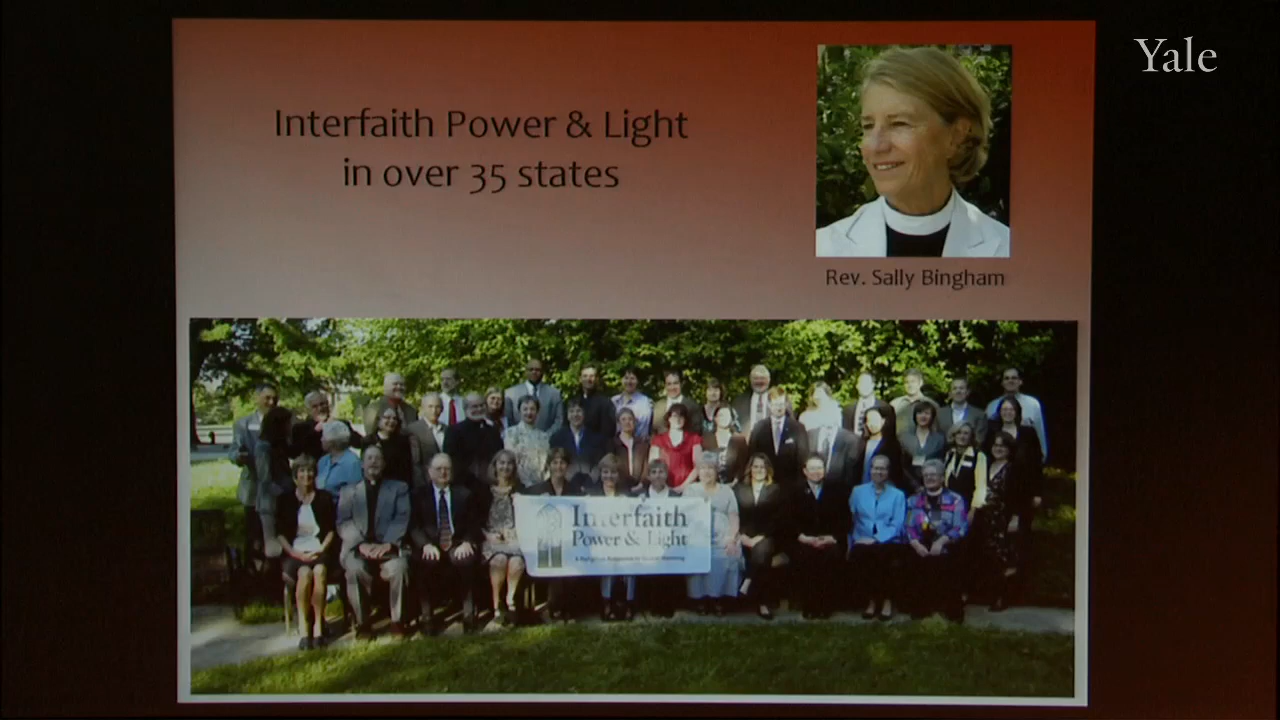 Yale
Interfaith Power & Light
in over 35 states
Rev. Sally Bingham
Interfaith
Power & Light